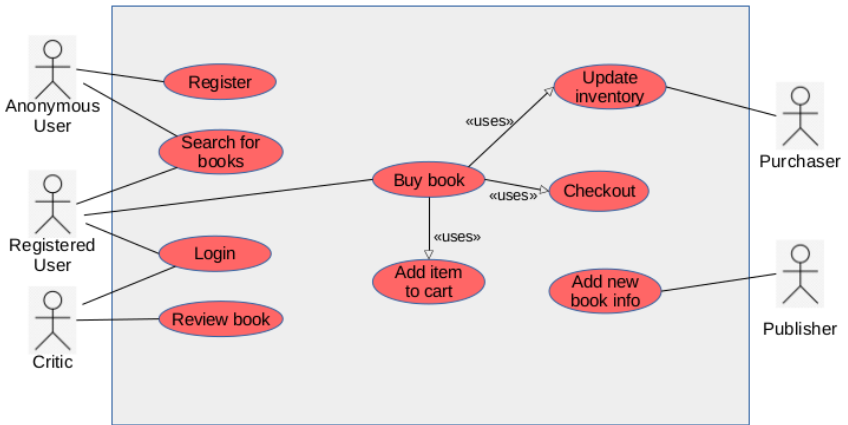 Anonymous
User
Registered
User
Critic
Register
Search for
books
Login
Review book
Buy book
«uses»
«uses»
«uses»
Update
inventory
Checkout
Add item
to cart
Add new
book info
Purchaser
Publisher